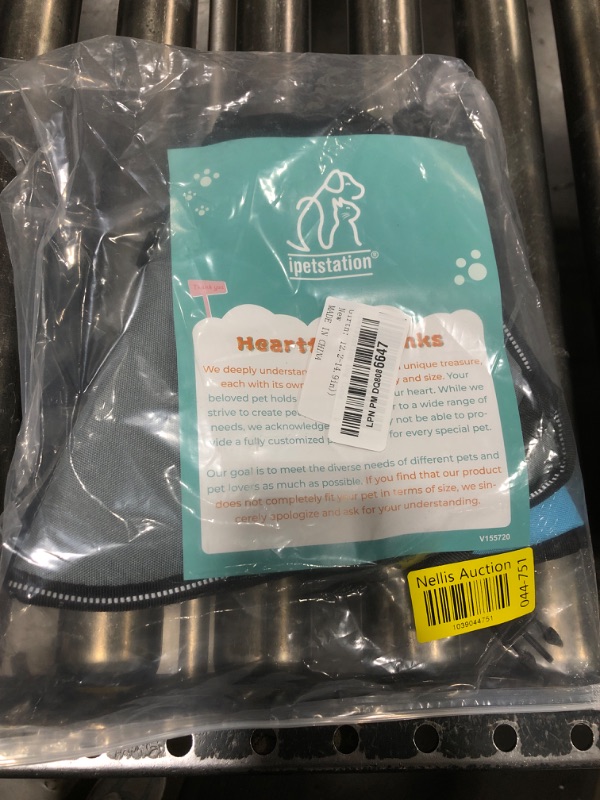 ipetstation®
Thank you
Heartf nks
We deeply understan unique treasure,
each with its own y and size. Your
beloved pet holds ur heart. While we
strive to create pe r to a wide range of
needs, we acknowledge not be able to pro-
vide a fully customized for every special pet.
Our goal is to meet the diverse needs of different pets and
pet lovers as much as possible. If you find that our product
does not completely fit your pet in terms of size, we sin-
cerely apologize and ask for your understanding.
V155720
New
MADE IN CHINA
LPN PM DQ8086647
Nellis Auction
1039044751
044-751